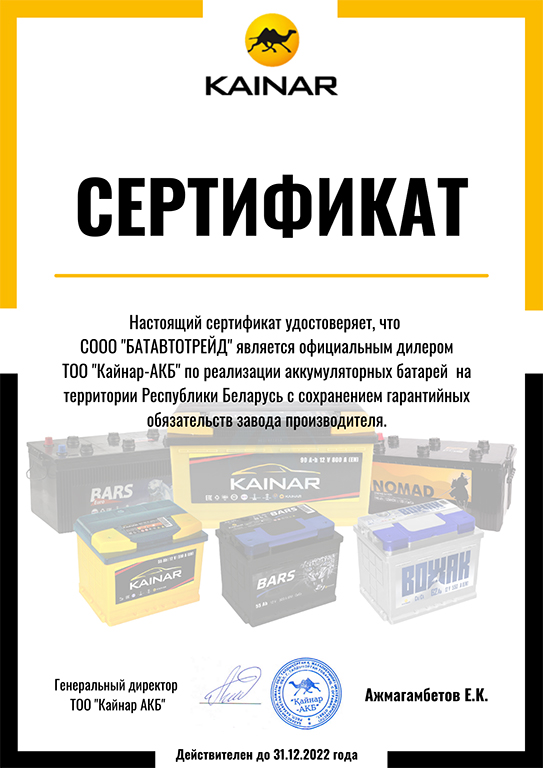 KAINAR
СЕРТИФИКАТ
Настоящий сертификат удостоверяет, что
СООО "БАТАВТОТРЕЙД" является официальным дилером
ТОО "Кайнар-АКБ" по реализации аккумуляторных батарей на
территории Республики Беларусь с сохранением гарантийных
обязательств завода производителя.
BARS
KAINAR
NOMAD
KAINAR
BARS
ВОЖАК
Генеральный директор
ТОО "Кайнар АКБ"
"Қайнар
-АКБ"
Ажмагамбетов Е.К.
Действителен до 31.12.2022 года